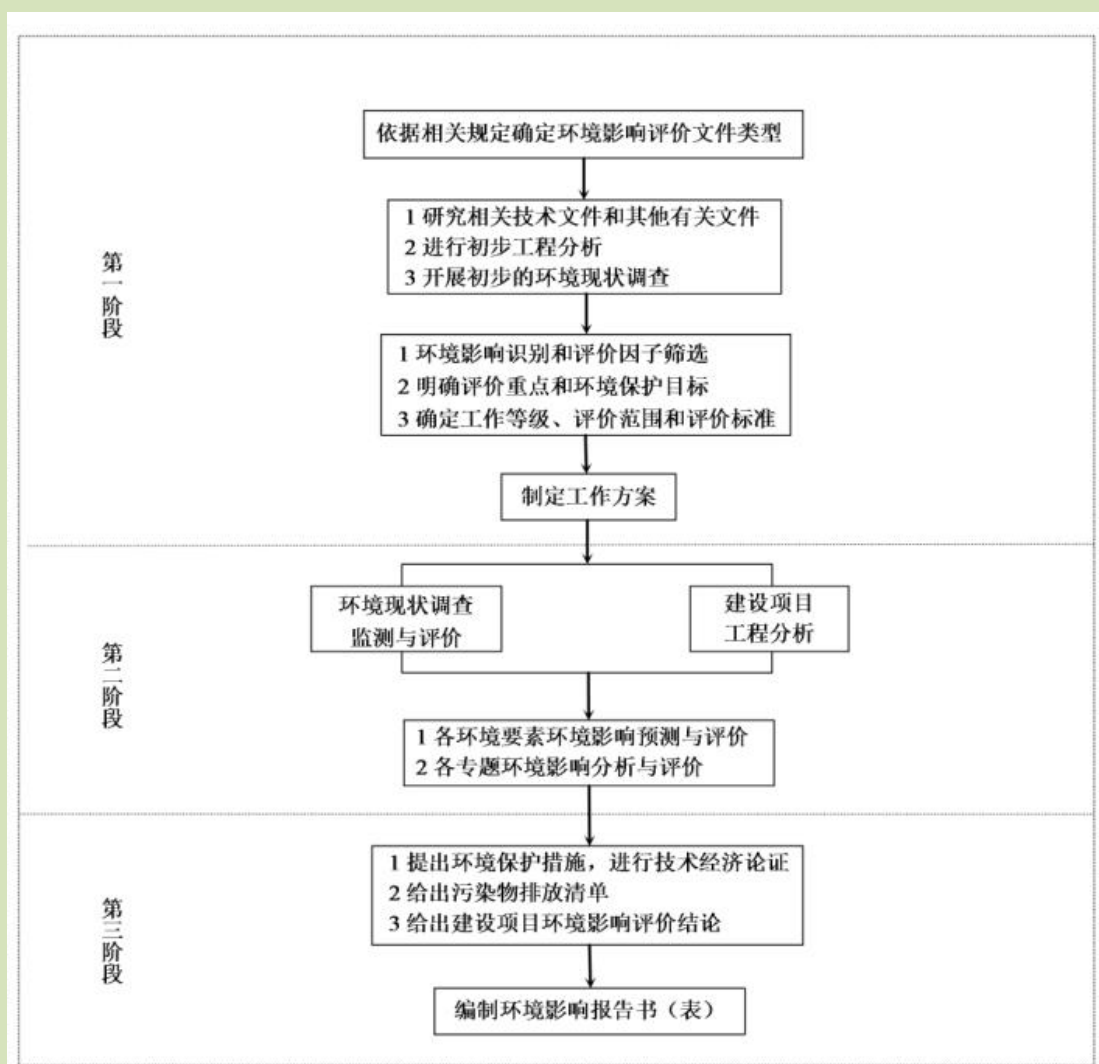 依据相关规定确定环境影响评价文件类型
1 研究相关技术文件和其他有关文件
2 进行初步工程分析
3 开展初步的环境现状调查
第一阶段
1 环境影响识别和评价因子筛选
2 明确评价重点和环境保护目标
3 确定工作等级、评价范围和评价标准
制定工作方案
环境现状调查
监测与评价
建设项目
工程分析
第二阶段
1 各环境要素环境影响预测与评价
2 各专题环境影响分析与评价
1 提出环境保护措施，进行技术经济论证
2 给出污染物排放清单
3 给出建设项目环境影响评价结论
第三阶段
编制环境影响报告书（表）